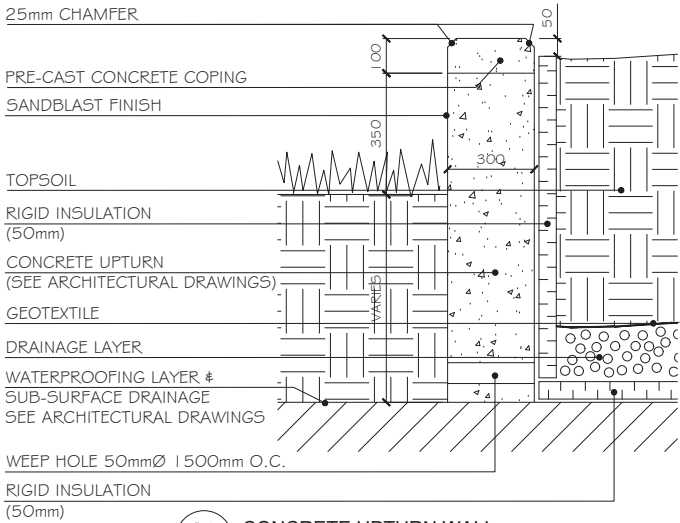 25mm CHAMFER
50
100
PRE-CAST CONCRETE COPING
SANDBLAST FINISH
350
300
TOPSOIL
RIGID INSULATION
(50mm)
CONCRETE UPTURN
(SEE ARCHITECTURAL DRAWINGS)
VARIES
GEOTEXTILE
DRAINAGE LAYER
WATERPROOFING LAYER &
SUB-SURFACE DRAINAGE
SEE ARCHITECTURAL DRAWINGS
WEEP HOLE 50mmØ 1500mm O.C.
RIGID INSULATION
(50mm)
CONCRETE UPTURN WALL